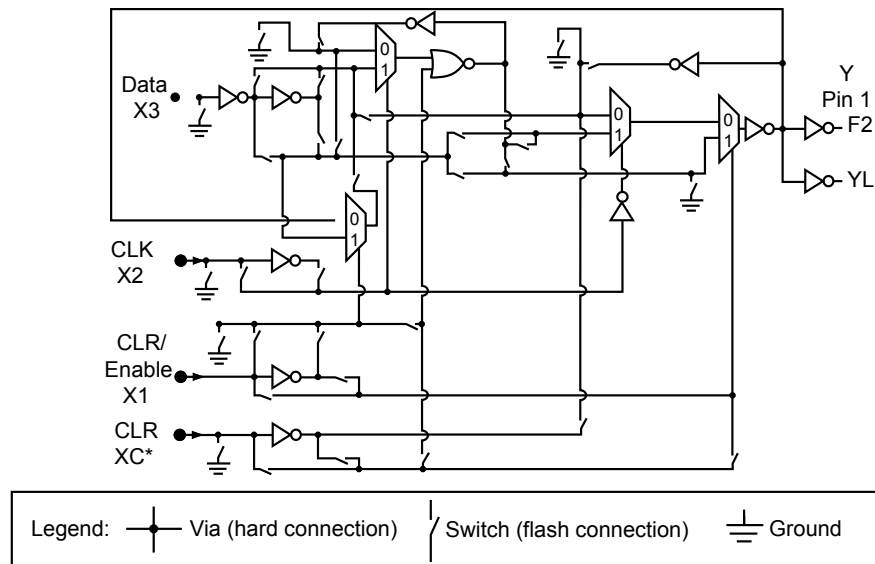 0
1
Data
X3
0
1
0
1
Y
Pin 1
F2
YL
0
1
CLK
X2
CLR/
Enable
X1
CLR
XC*
Legend: Via (hard connection) Switch (flash connection) Ground